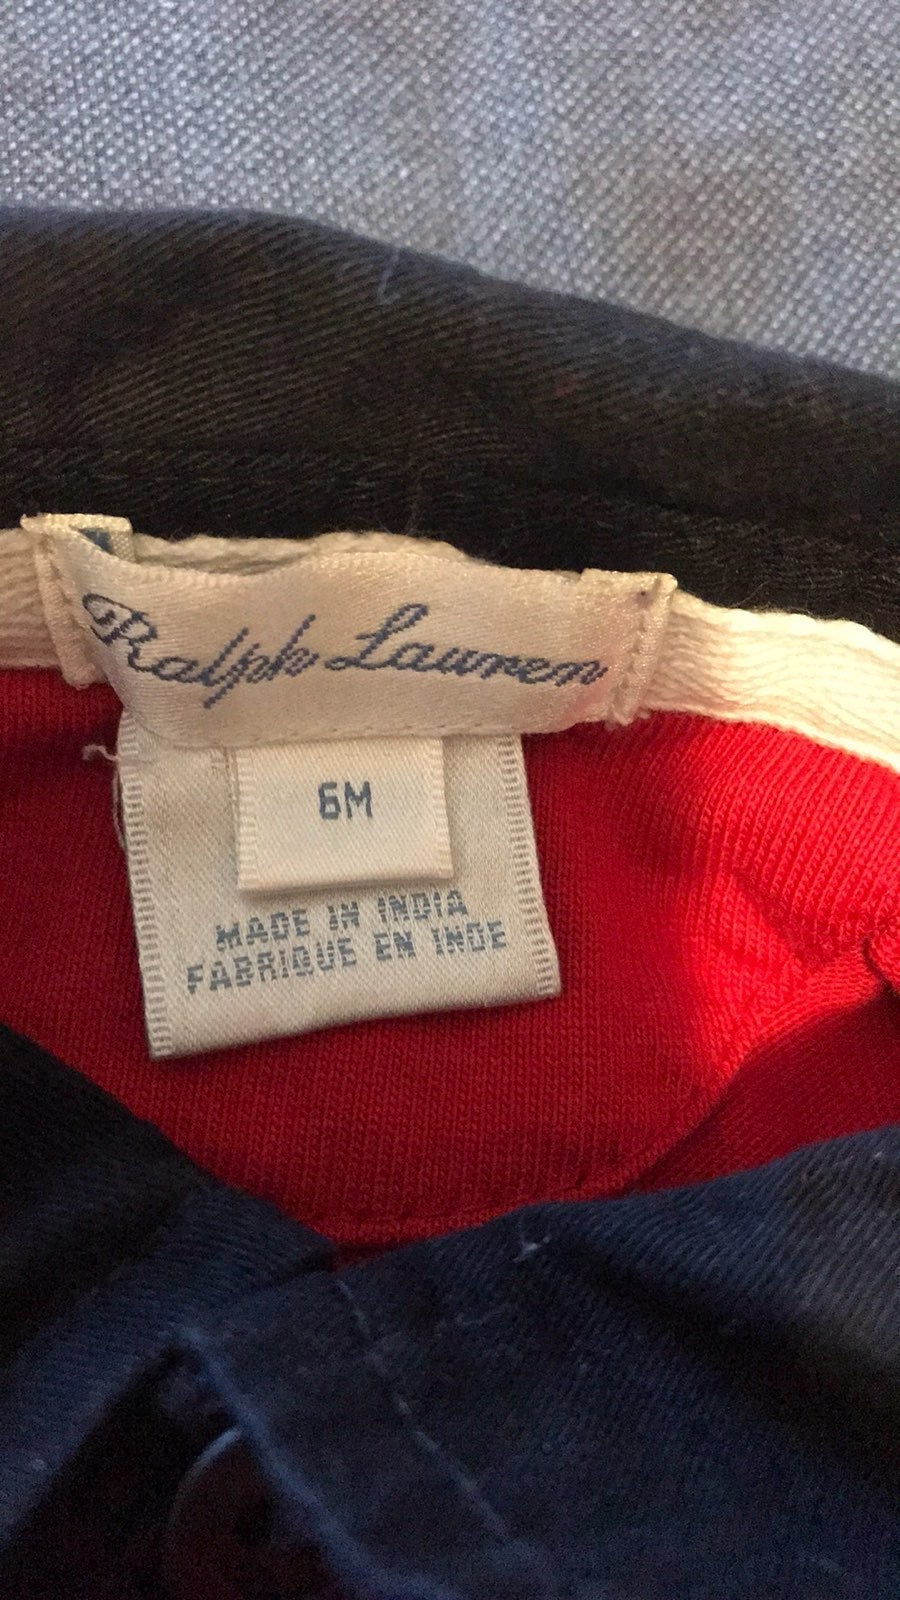 Ralph Lauren
6M
MADE IN INDIA
FABRIQUE EN INDE